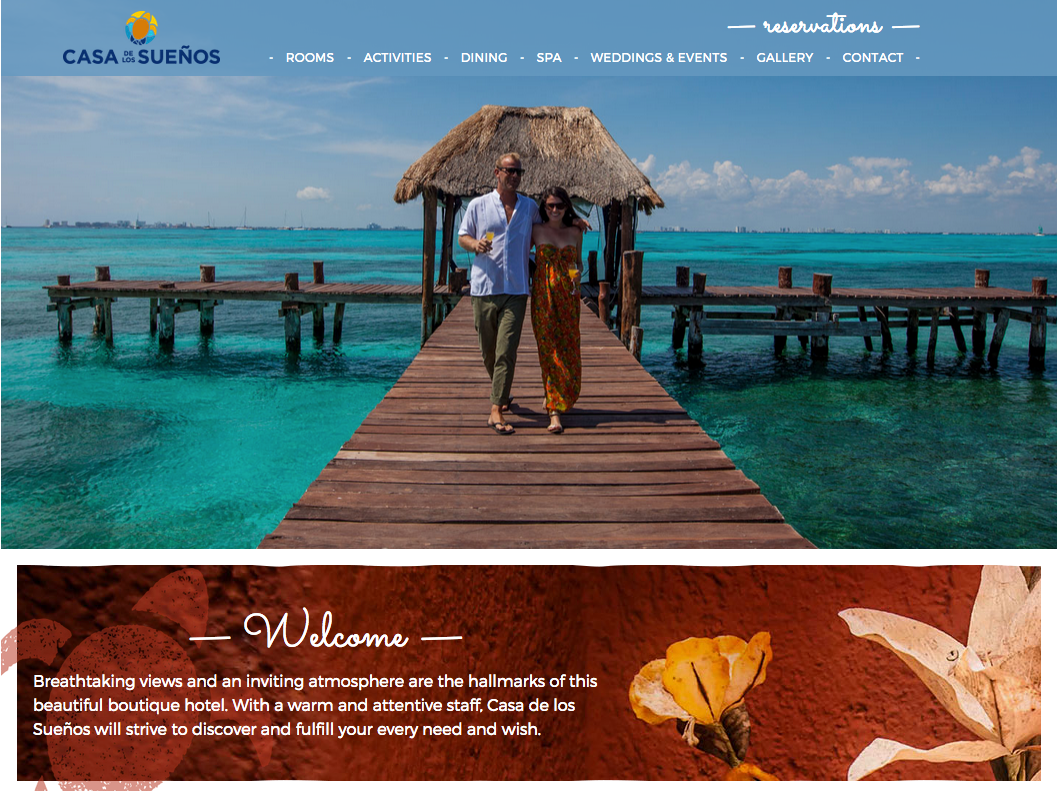 reservations
CASA DE LOS SUEÑOS
- ROOMS - ACTIVITIES - DINING - SPA - WEDDINGS & EVENTS - GALLERY - CONTACT -
Welcome
Breathtaking views and an inviting atmosphere are the hallmarks of this
beautiful boutique hotel. With a warm and attentive staff, Casa de los
Sueños will strive to discover and fulfill your every need and wish.